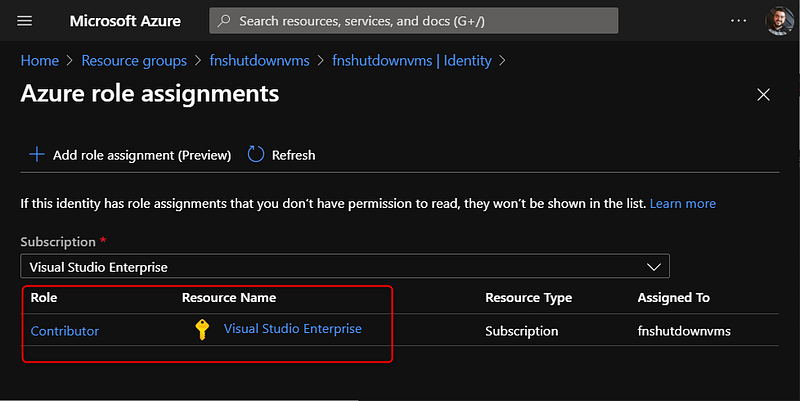 Microsoft Azure
Search resources, services, and docs (G+/)
Home > Resource groups > fnshutdownvms > fnshutdownvms | Identity >
Azure role assignments
Add role assignment (Preview) Refresh
If this identity has role assignments that you don't have permission to read, they won't be shown in the list. Learn more
Subscription *
Visual Studio Enterprise
Role Resource Name Resource Type Assigned To
Contributor Visual Studio Enterprise Subscription fnshutdownvms